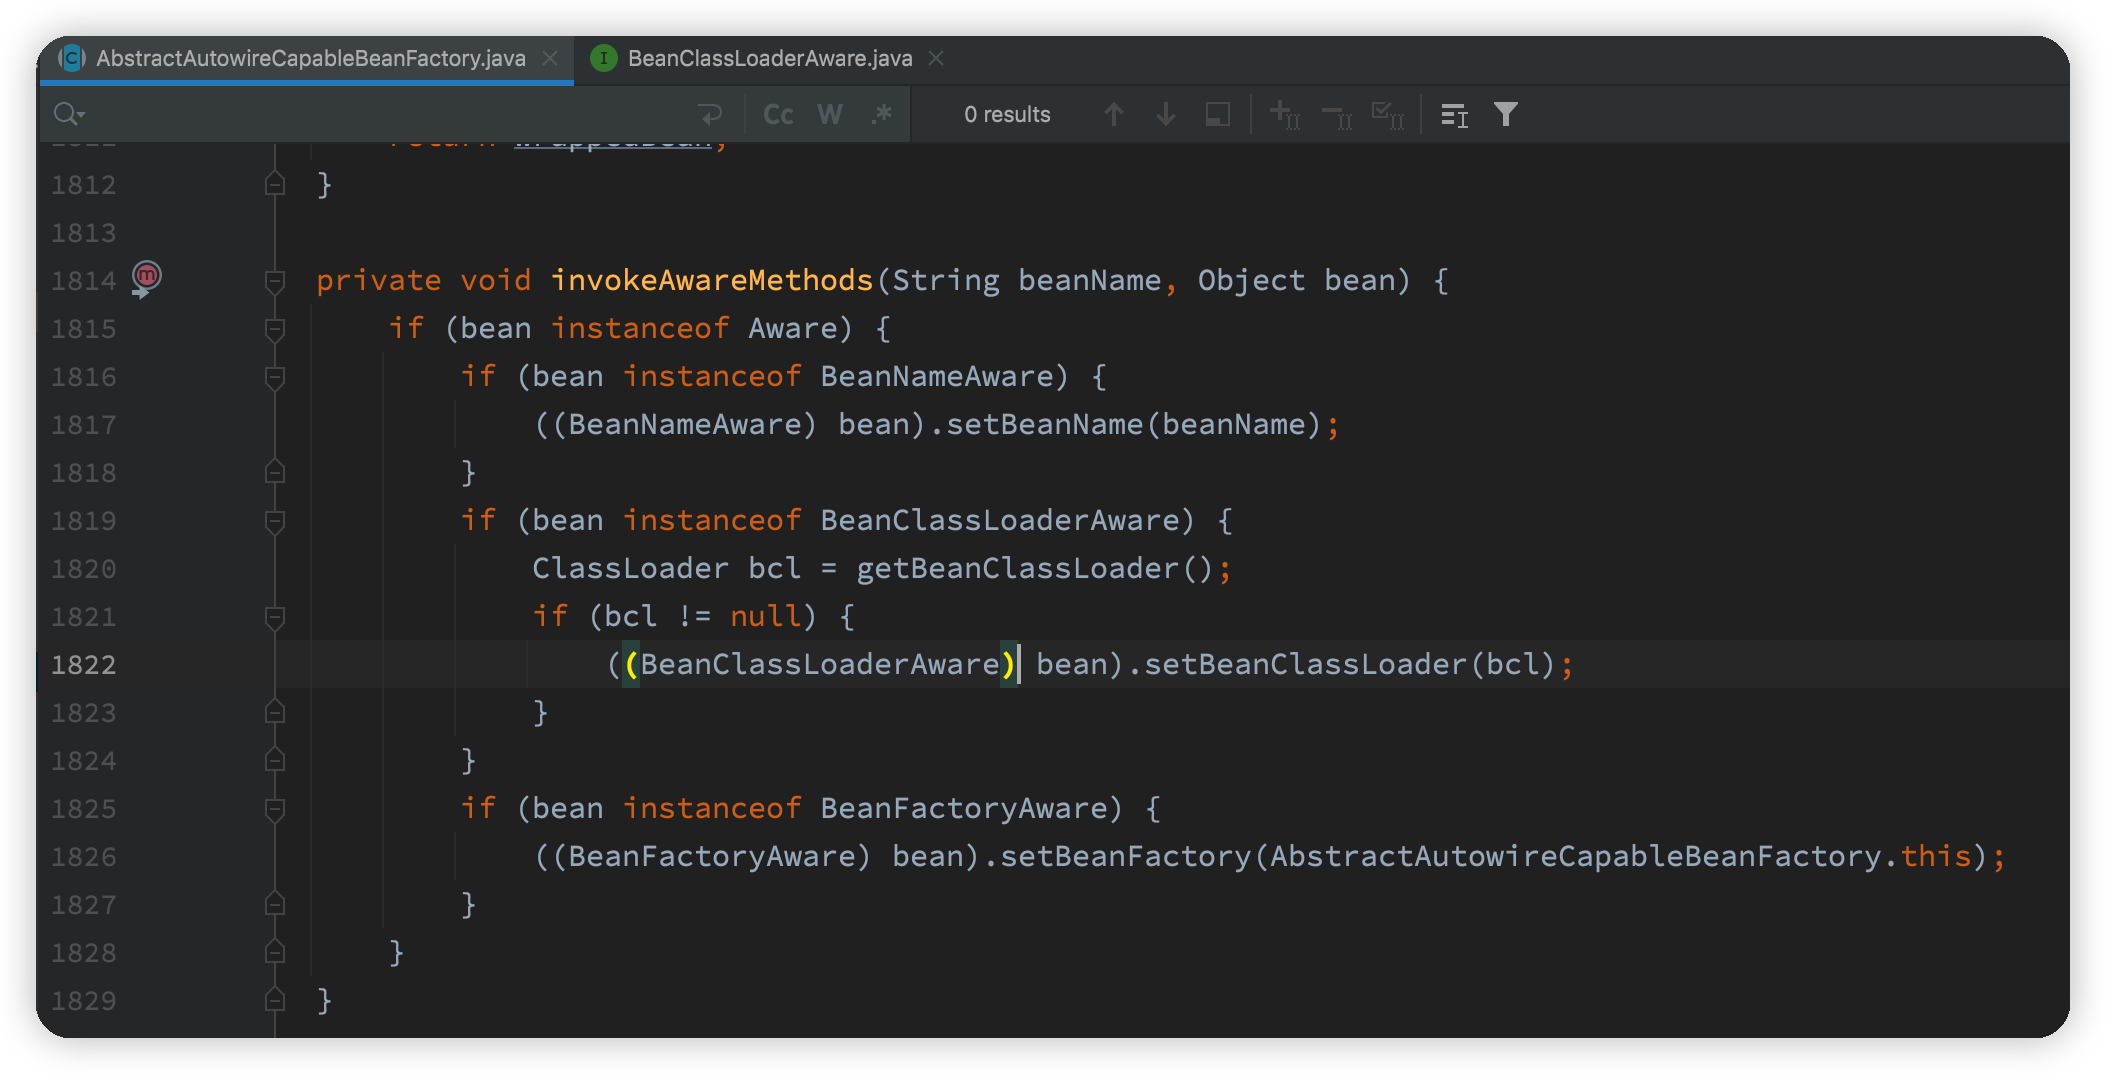 AbstractAutowireCapableBeanFactory.java BeanClassLoaderAware.java
Cc W .* 0 results
return wrappedBean;
1812 }
1813
1814 private void invokeAwareMethods(String beanName, Object bean) {
1815 if (bean instanceof Aware) {
1816 if (bean instanceof BeanNameAware) {
1817 ((BeanNameAware) bean).setBeanName(beanName);
1818 }
1819 if (bean instanceof BeanClassLoaderAware) {
1820 ClassLoader bcl = getBeanClassLoader();
1821 if (bcl != null) {
1822 ((BeanClassLoaderAware) bean).setBeanClassLoader(bcl);
1823 }
1824 }
1825 if (bean instanceof BeanFactoryAware) {
1826 ((BeanFactoryAware) bean).setBeanFactory(AbstractAutowireCapableBeanFactory.this);
1827 }
1828 }
1829 }